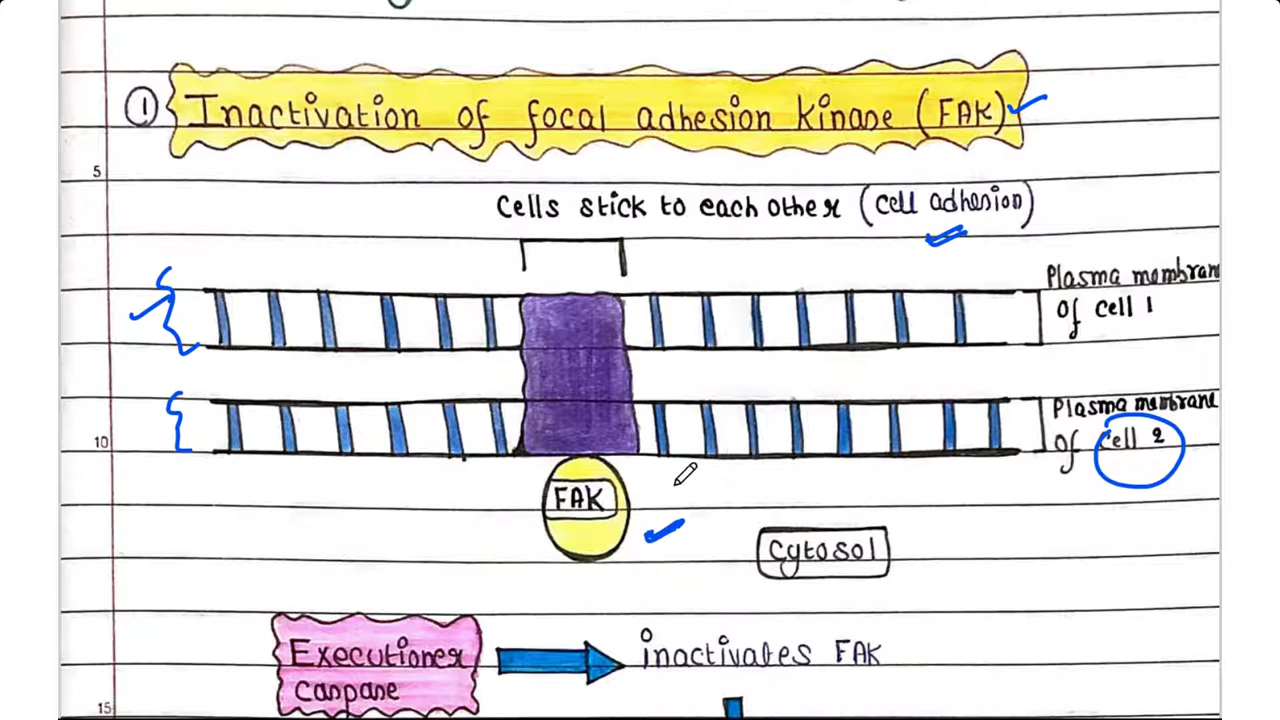 ① Inactivation of focal adhesion kinase (FAK)
5
Cells stick to each other (cell adhesion)
Plasma membran
of cell 1
Plasma membrane
10
of cell 2
FAK
Cytosol
Executioner
inactivates FAK
caspase
15